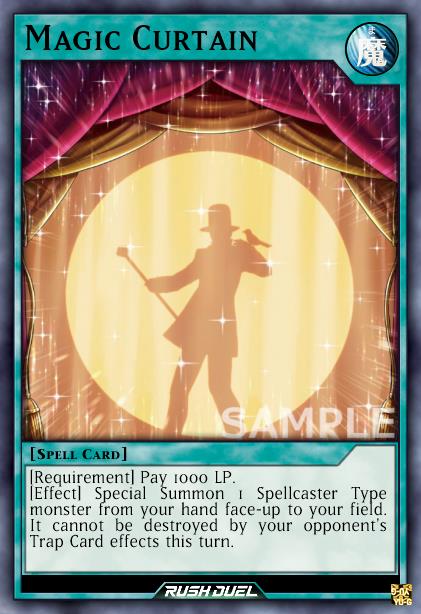 Magic Curtain
ま
魔
SAMPLE
[Spell Card]
[Requirement] Pay 1000 LP.
[Effect] Special Summon 1 Spellcaster Type
monster from your hand face-up to your field.
It cannot be destroyed by your opponent's
Trap Card effects this turn.
RUSH DUEL